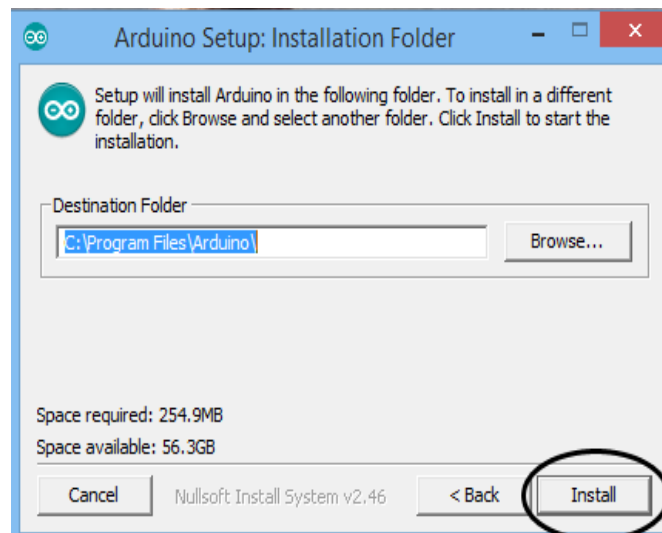 Arduino Setup: Installation Folder
Setup will install Arduino in the following folder. To install in a different
folder, click Browse and select another folder. Click Install to start the
installation.
Destination Folder
C:\Program Files\Arduino\
Browse...
Space required: 254.9MB
Space available: 56.3GB
Cancel
Nullsoft Install System v2.46
< Back
Install